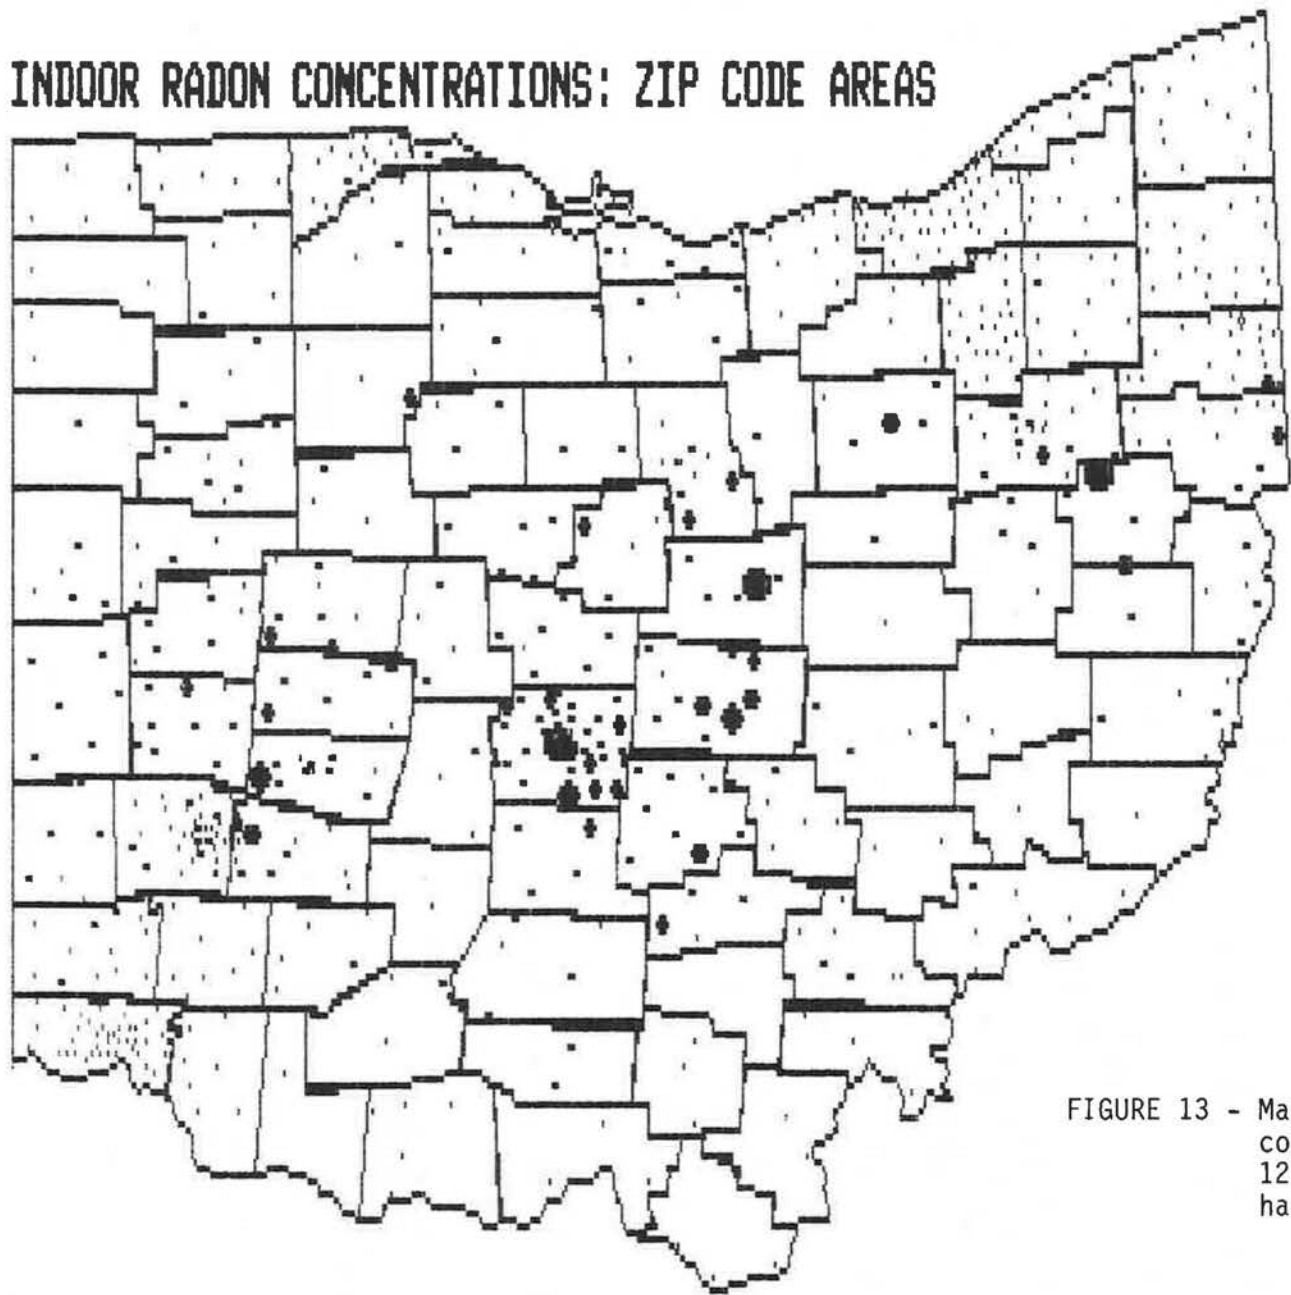 INDOOR RADON CONCENTRATIONS: ZIP CODE AREAS
FIGURE 13 - Ma
co
12
ha